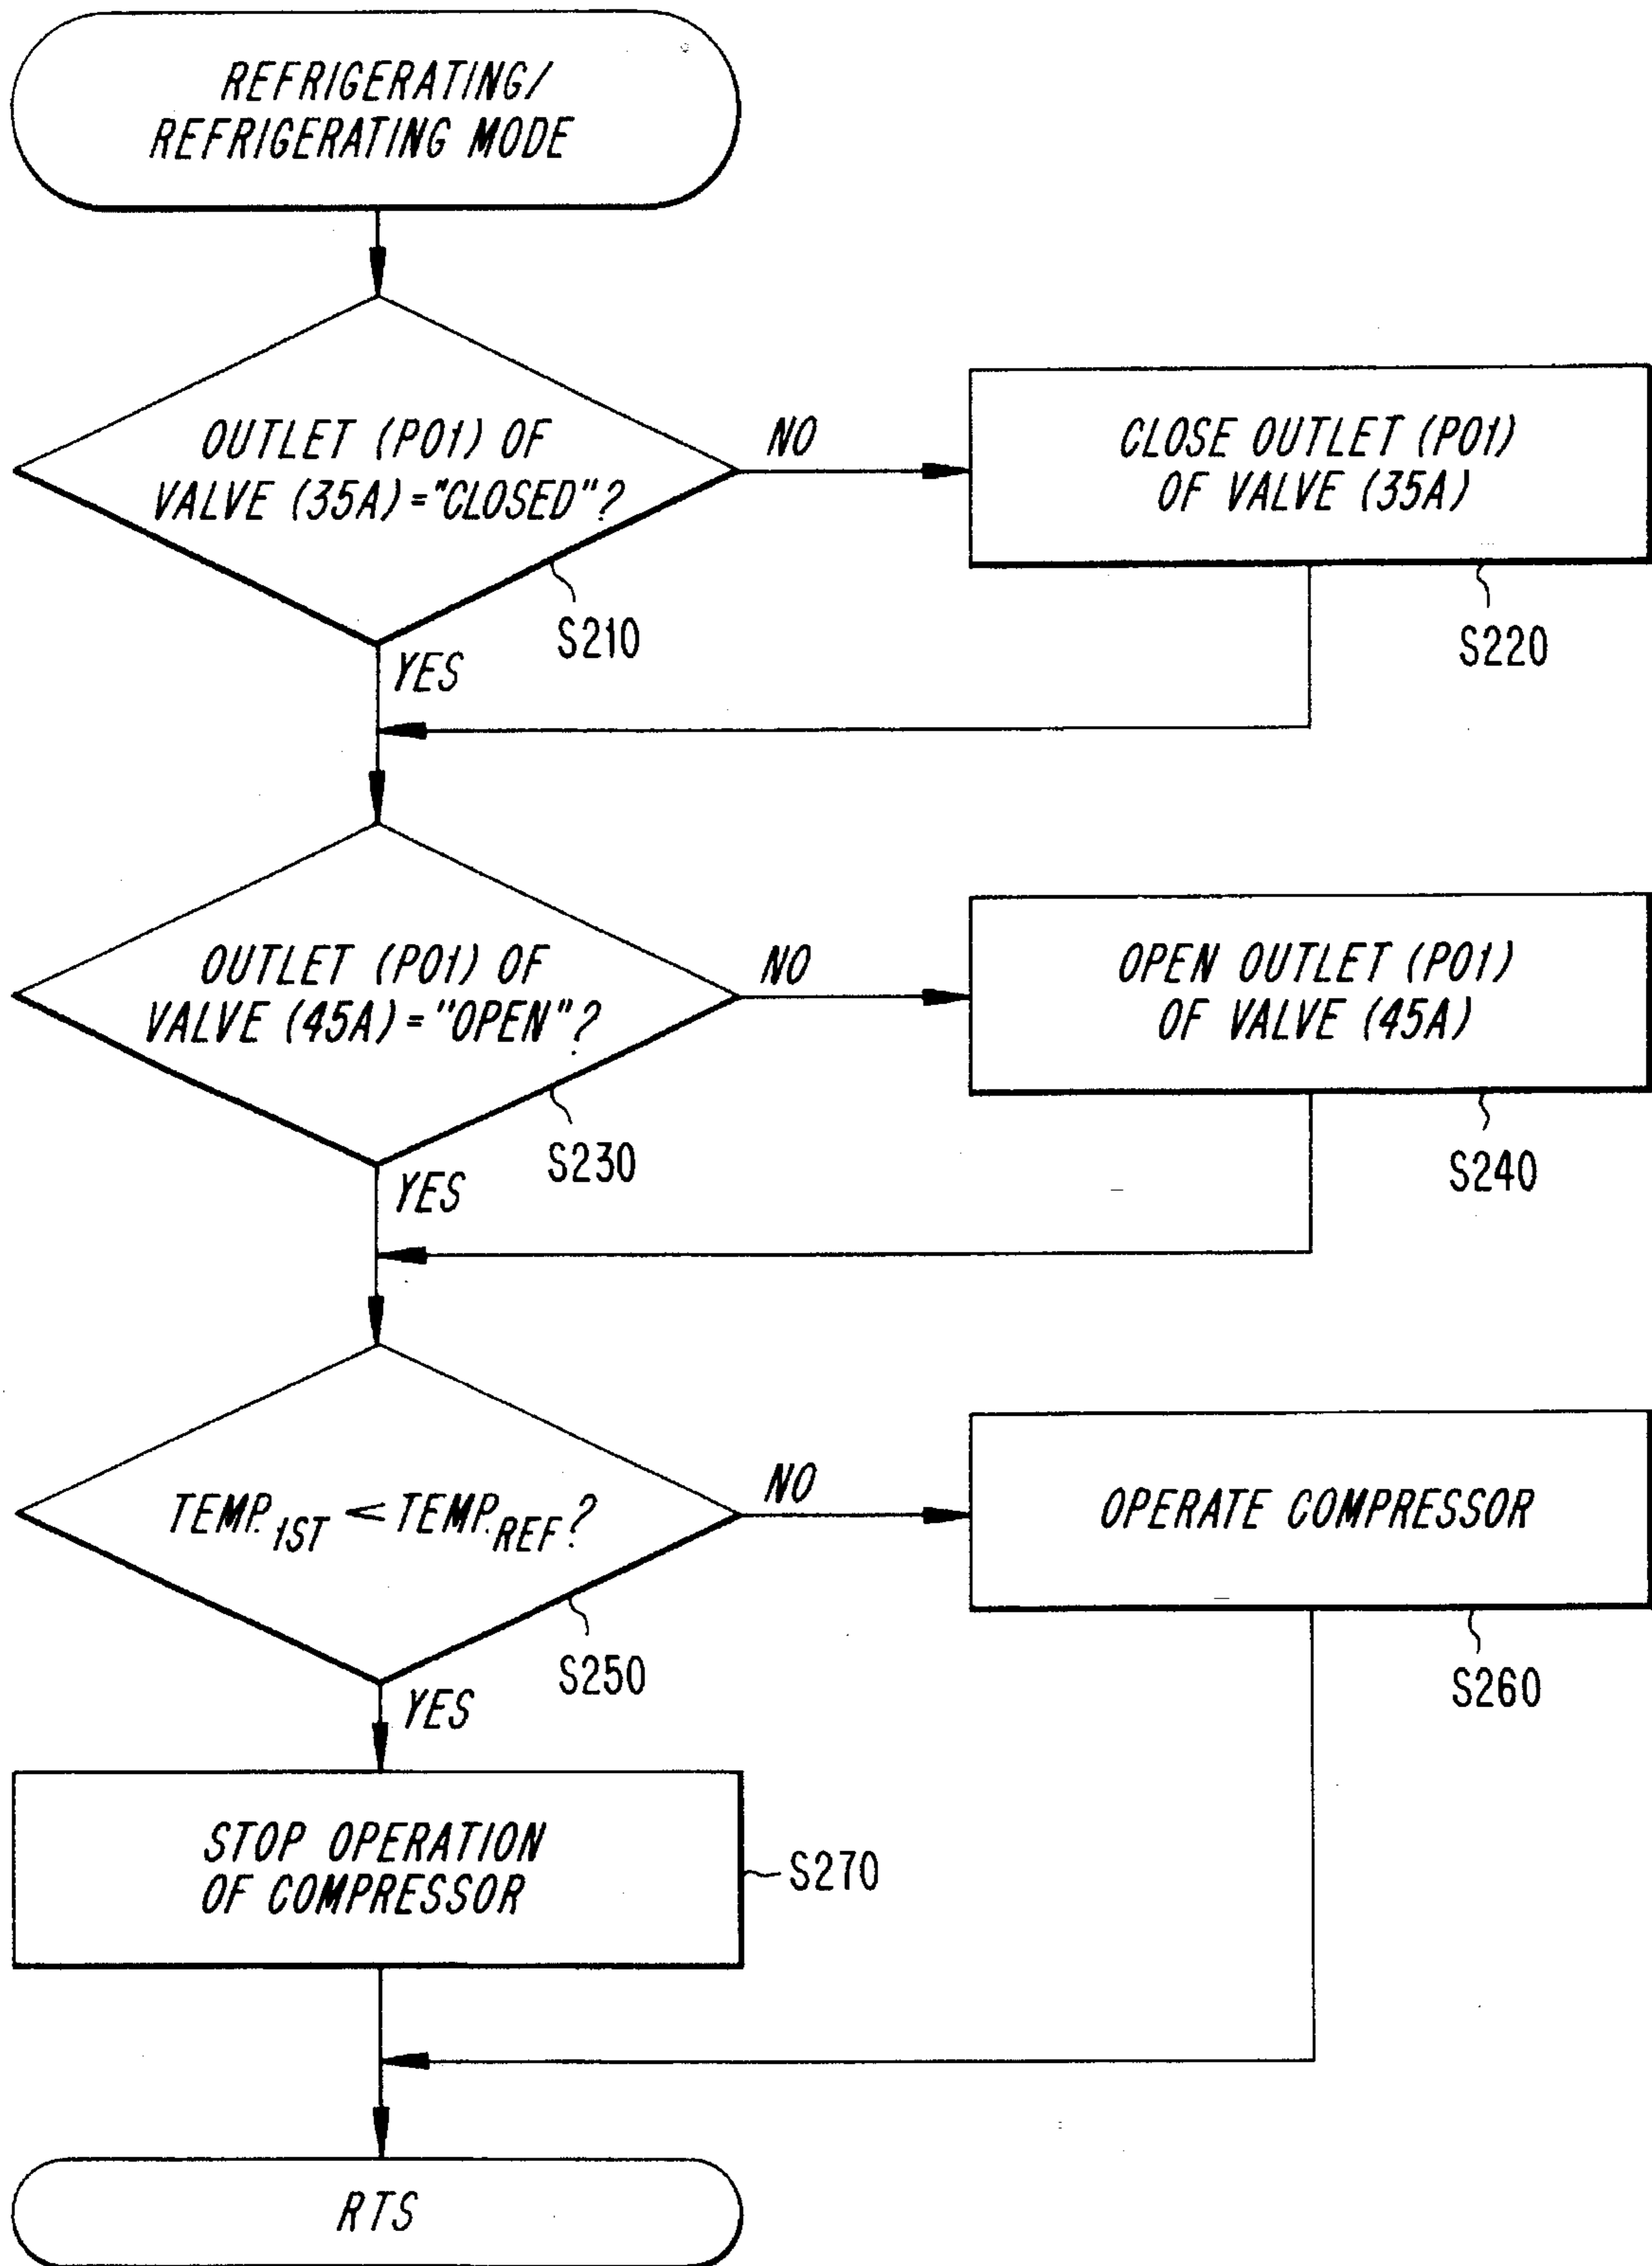 REFRIGERATING/
REFRIGERATING MODE
OUTLET (P01) OF
VALVE (35A) = "CLOSED"?
NO
CLOSE OUTLET (P01)
OF VALVE (35A)
S210
S220
YES
OUTLET (P01) OF
VALVE (45A) = "OPEN"?
NO
OPEN OUTLET (P01)
OF VALVE (45A)
S230
S240
YES
TEMP.1ST < TEMP.REF?
NO
OPERATE COMPRESSOR
S250
S260
YES
STOP OPERATION
OF COMPRESSOR
S270
RTS